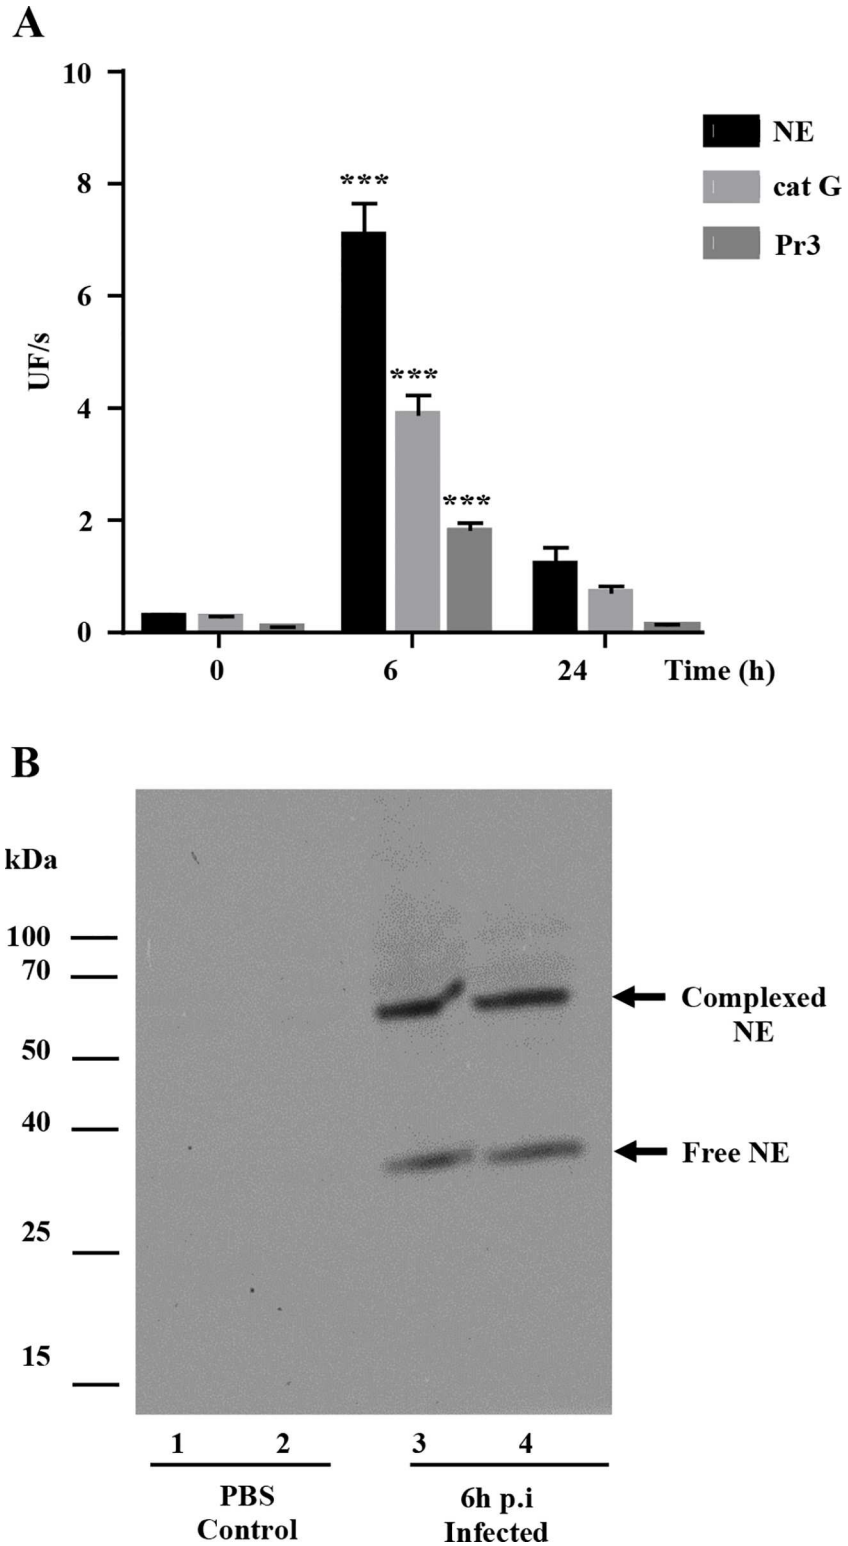 A
10
8
6
4
2
0
UF/s
***
***
***
NE
cat G
Pr3
0 6 24 Time (h)
B
kDa
100
70
50
40
25
15
Complexed
NE
Free NE
1 2 3 4
PBS
Control
6h p.i
Infected